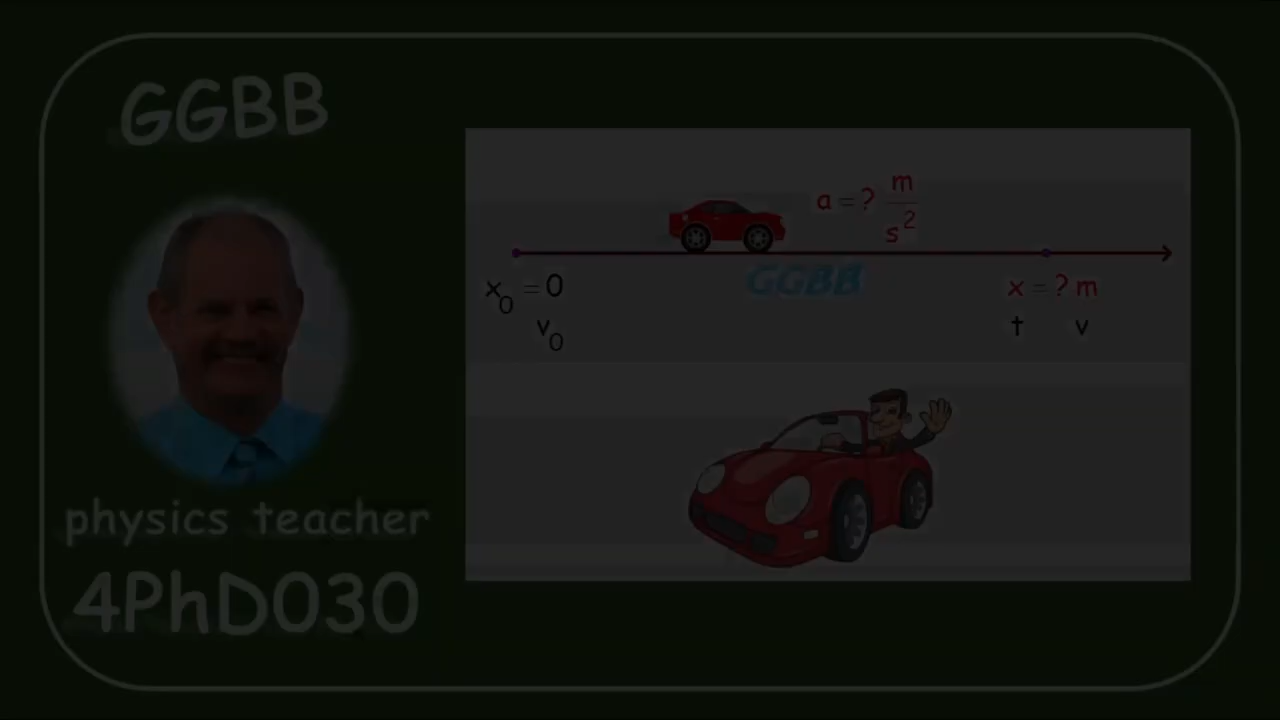 GGBB
physics teacher
4PhD030
a = ? m
s²
GGBB
x₀ = 0
v₀
x = ? m
t v